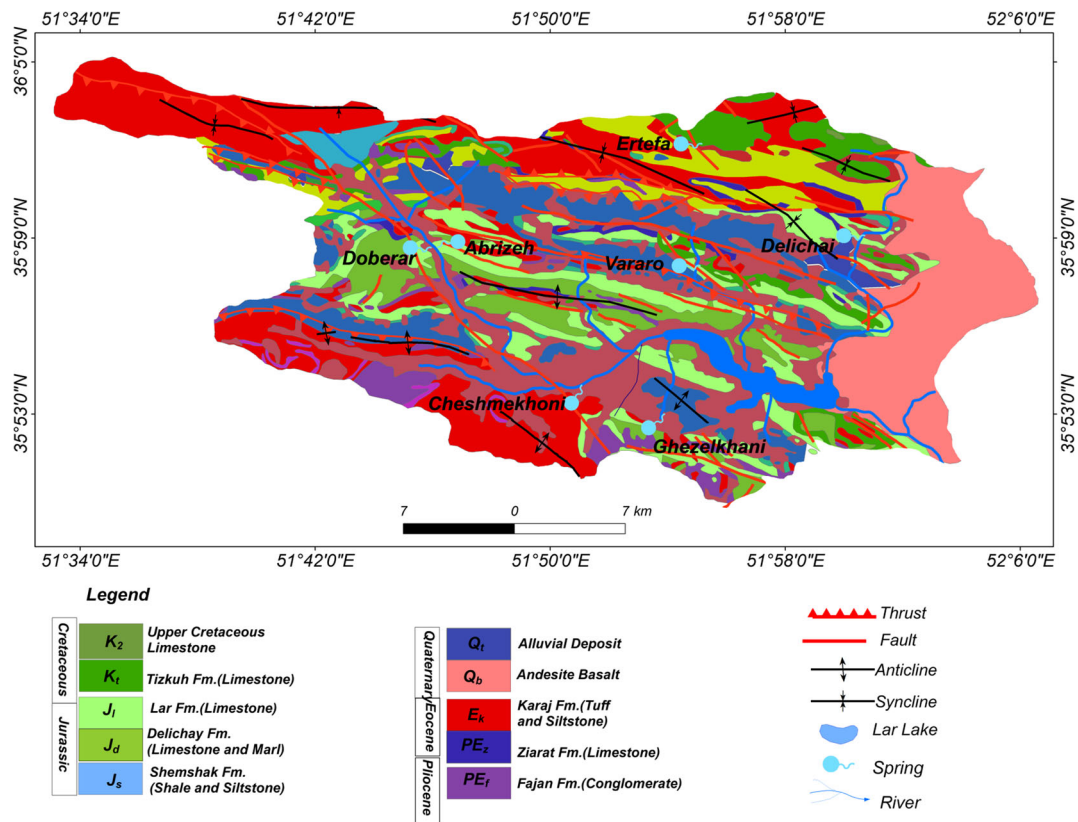 51°34'0"E 51°42'0"E 51°50'0"E 51°58'0"E 52°6'0"E
36°5'0"N
35°59'0"N
35°53'0"N
35°59'0"N
35°53'0"N
Ertefa
Delichai
Abrizeh
Doberar
Vararo
Cheshmekhoni
Ghezelkhani
7 0 7 km
51°34'0"E 51°42'0"E 51°50'0"E 51°58'0"E 52°6'0"E
Legend
Cretaceous
K2 Upper Cretaceous
Limestone
Kt Tizkuh Fm.(Limestone)
Jurassic
Jl Lar Fm.(Limestone)
Jd Delichay Fm.
(Limestone and Marl)
Js Shemshak Fm.
(Shale and Siltstone)
Quaternary
Qt Alluvial Deposit
Qb Andesite Basalt
Eocene
Ek Karaj Fm.(Tuff
and Siltstone)
PEz Ziarat Fm.(Limestone)
Pliocene
PEf Fajan Fm.(Conglomerate)
Thrust
Fault
Anticline
Syncline
Lar Lake
Spring
River